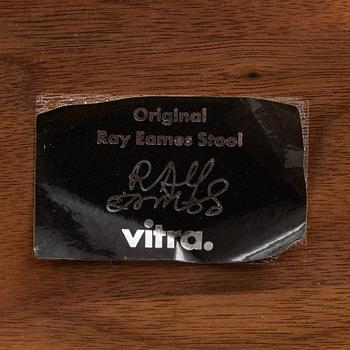 Original
Ray Eames Stool
RAY
EAMES
vitra.